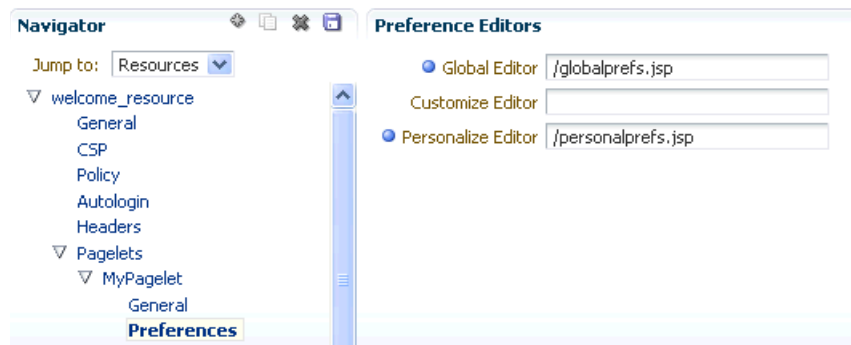 Navigator
Jump to: Resources
welcome_resource
General
CSP
Policy
Autologin
Headers
Pagelets
MyPagelet
General
Preferences
Preference Editors
Global Editor /globalprefs.jsp
Customize Editor
Personalize Editor /personalprefs.jsp